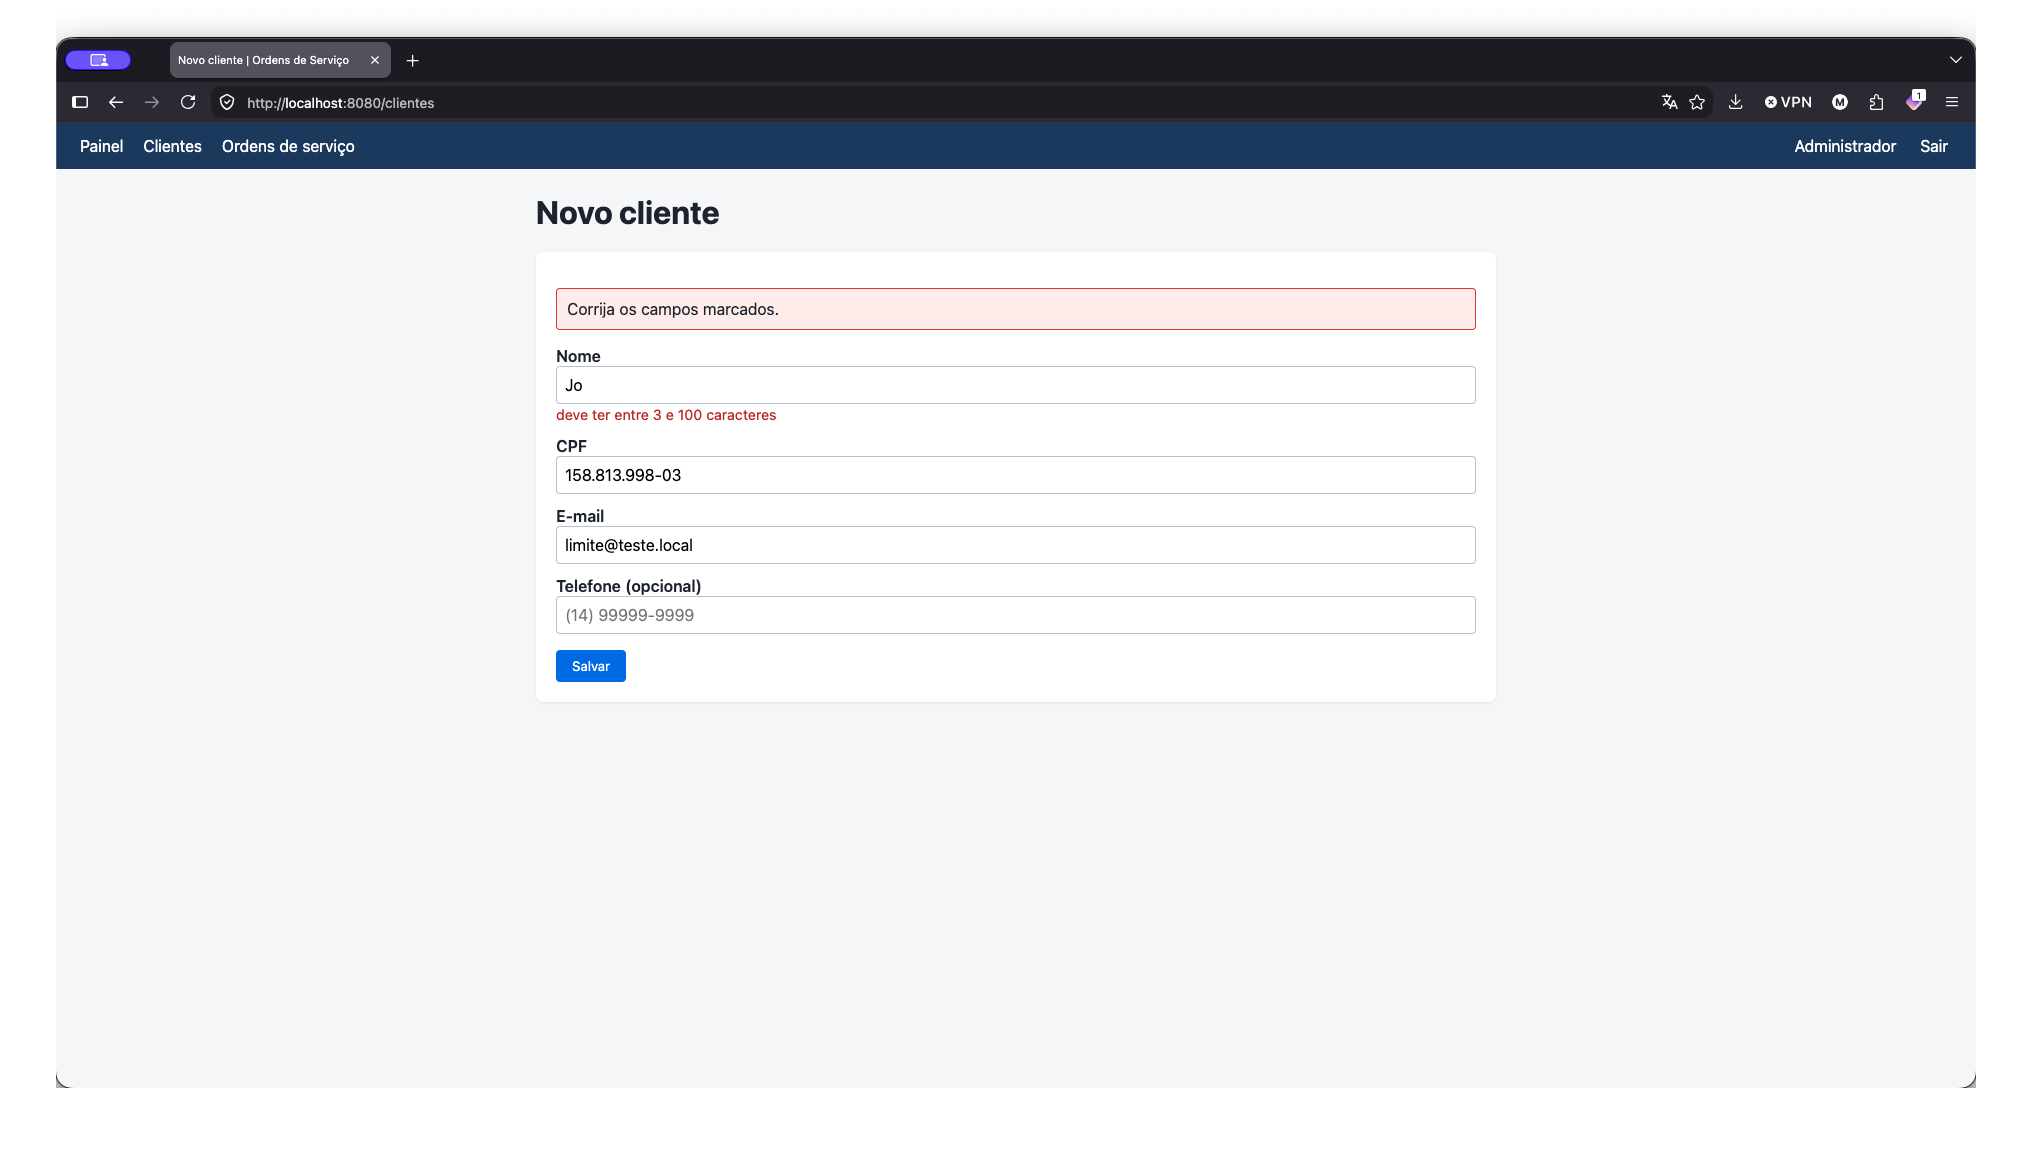 Novo cliente | Ordens de Serviço
http://localhost:8080/clientes
VPN
M
1
Painel Clientes Ordens de serviço Administrador Sair
Novo cliente
Corrija os campos marcados.
Nome
Jo
deve ter entre 3 e 100 caracteres
CPF
158.813.998-03
E-mail
limite@teste.local
Telefone (opcional)
(14) 99999-9999
Salvar